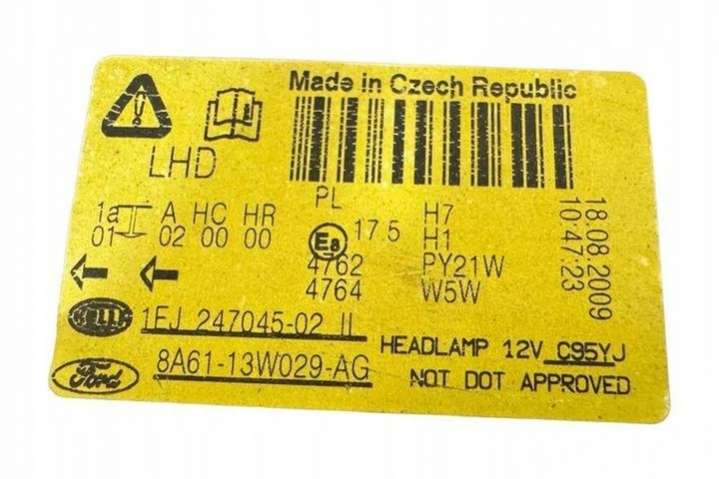 Made in Czech Republic
LHD
PL
1a A HC HR
01 02 00 00
E8 17.5
4762
4764
H7
H1
PY21W
W5W
18.08.2009
10:47:23
1EJ 247045-02 II
HEADLAMP 12V C95YJ
Ford 8A61-13W029-AG
NOT DOT APPROVED